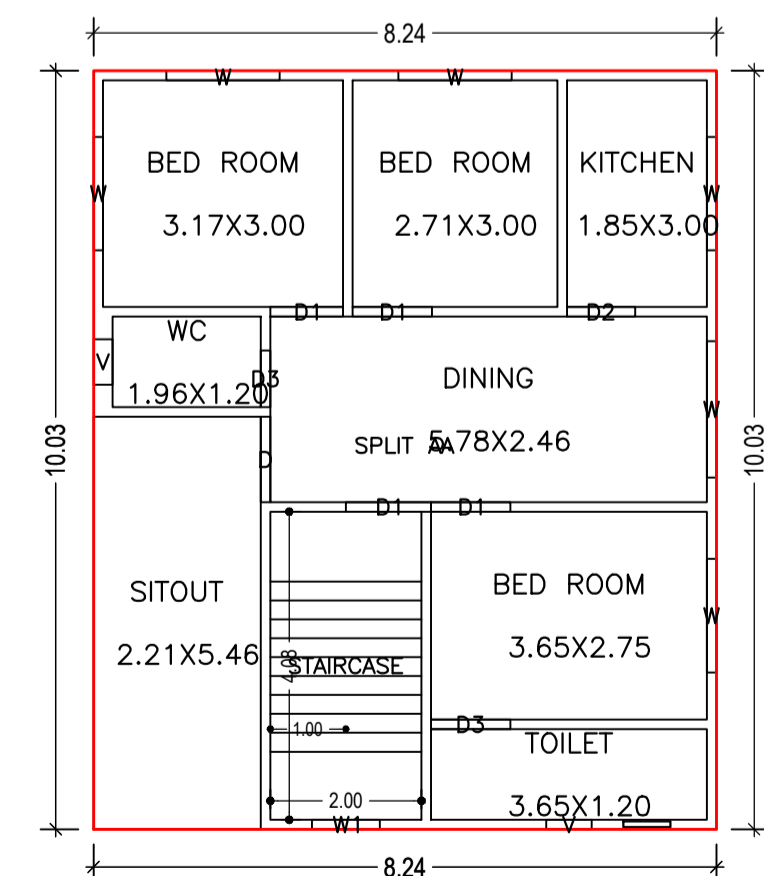 8.24
W W
BED ROOM BED ROOM KITCHEN
W W
3.17X3.00 2.71X3.00 1.85X3.00
D1 D1 D2
WC
V
D3
1.96X1.20
DINING
W
5.78X2.46
SPLIT AA
D
10.03 10.03
D1 D1
SITOUT
2.21X5.46
BED ROOM
W
3.65X2.75
4.08
STAIRCASE
1.00
D3
TOILET
2.00
3.65X1.20
W1 V
8.24